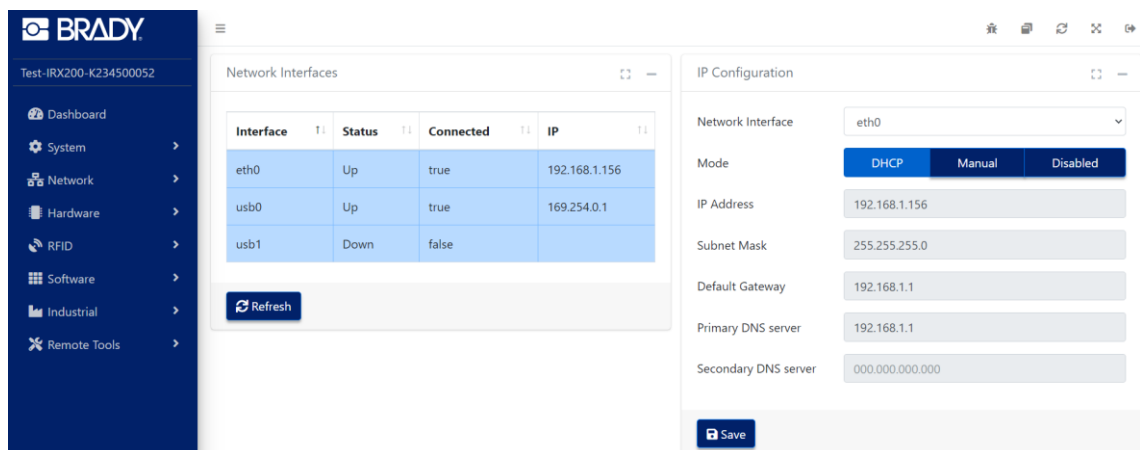 BRADY
Test-IRX200-K234500052
Dashboard
System
Network
Hardware
RFID
Software
Industrial
Remote Tools
Network Interfaces
Interface Status Connected IP
eth0 Up true 192.168.1.156
usb0 Up true 169.254.0.1
usb1 Down false
Refresh
IP Configuration
Network Interface eth0
Mode DHCP Manual Disabled
IP Address 192.168.1.156
Subnet Mask 255.255.255.0
Default Gateway 192.168.1.1
Primary DNS server 192.168.1.1
Secondary DNS server 000.000.000.000
Save